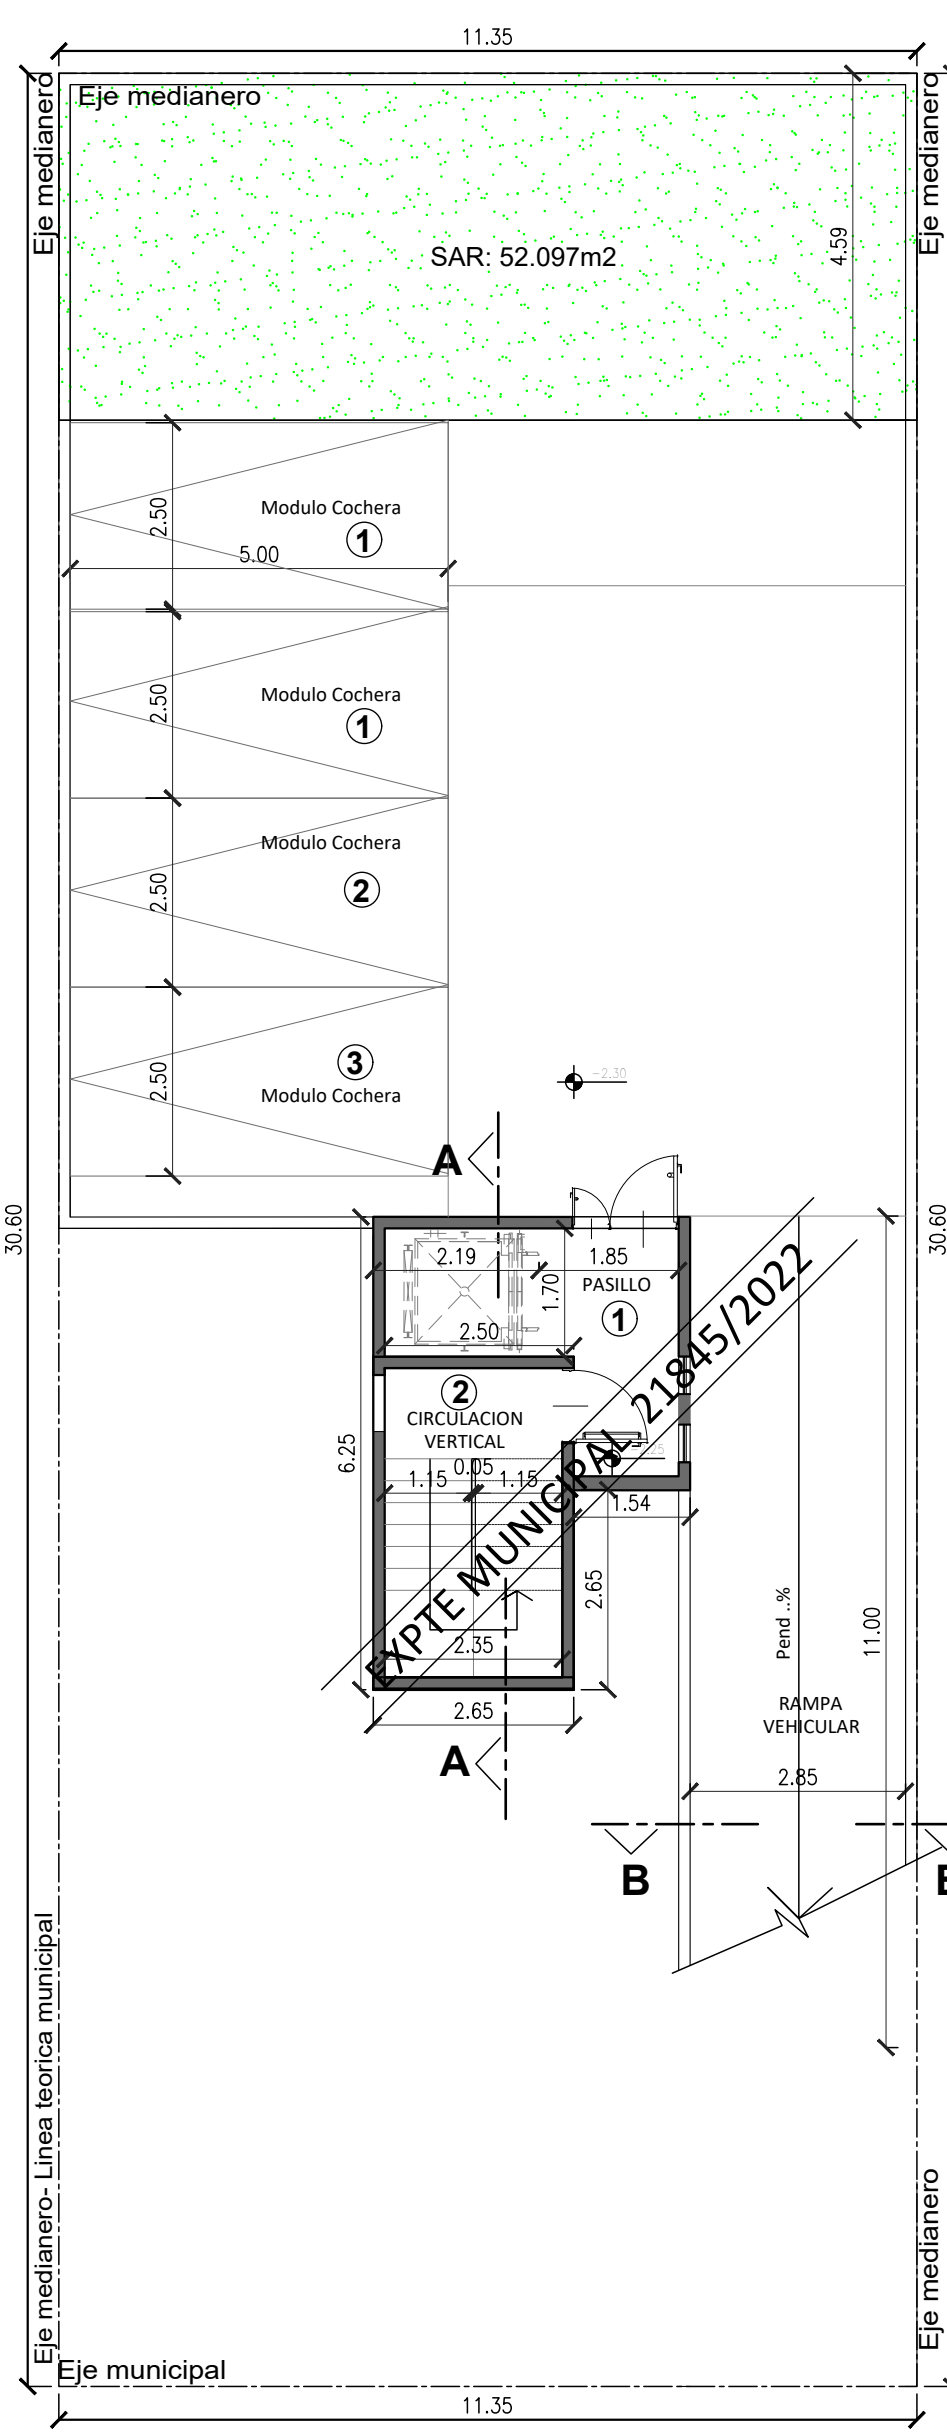 11.35
Eje medianero
Eje medianero
Eje medianero
4.59
SAR: 52.097m2
2.50
Modulo Cochera
1
5.00
2.50
Modulo Cochera
1
Modulo Cochera
2.50
2
3
2.50
Modulo Cochera
-2.30
A
30.60
30.60
2.19
1.85
PASILLO
1.70
1
2.50
2
CIRCULACION
VERTICAL
6.25
0.05
1.15
1.15
1.54
EXPTE MUNICIPAL 21845/2022
2.65
2.35
2.65
A
Pend ..%
11.00
RAMPA
VEHICULAR
2.85
B
Eje medianero- Linea teorica municipal
Eje medianero
Eje municipal
11.35